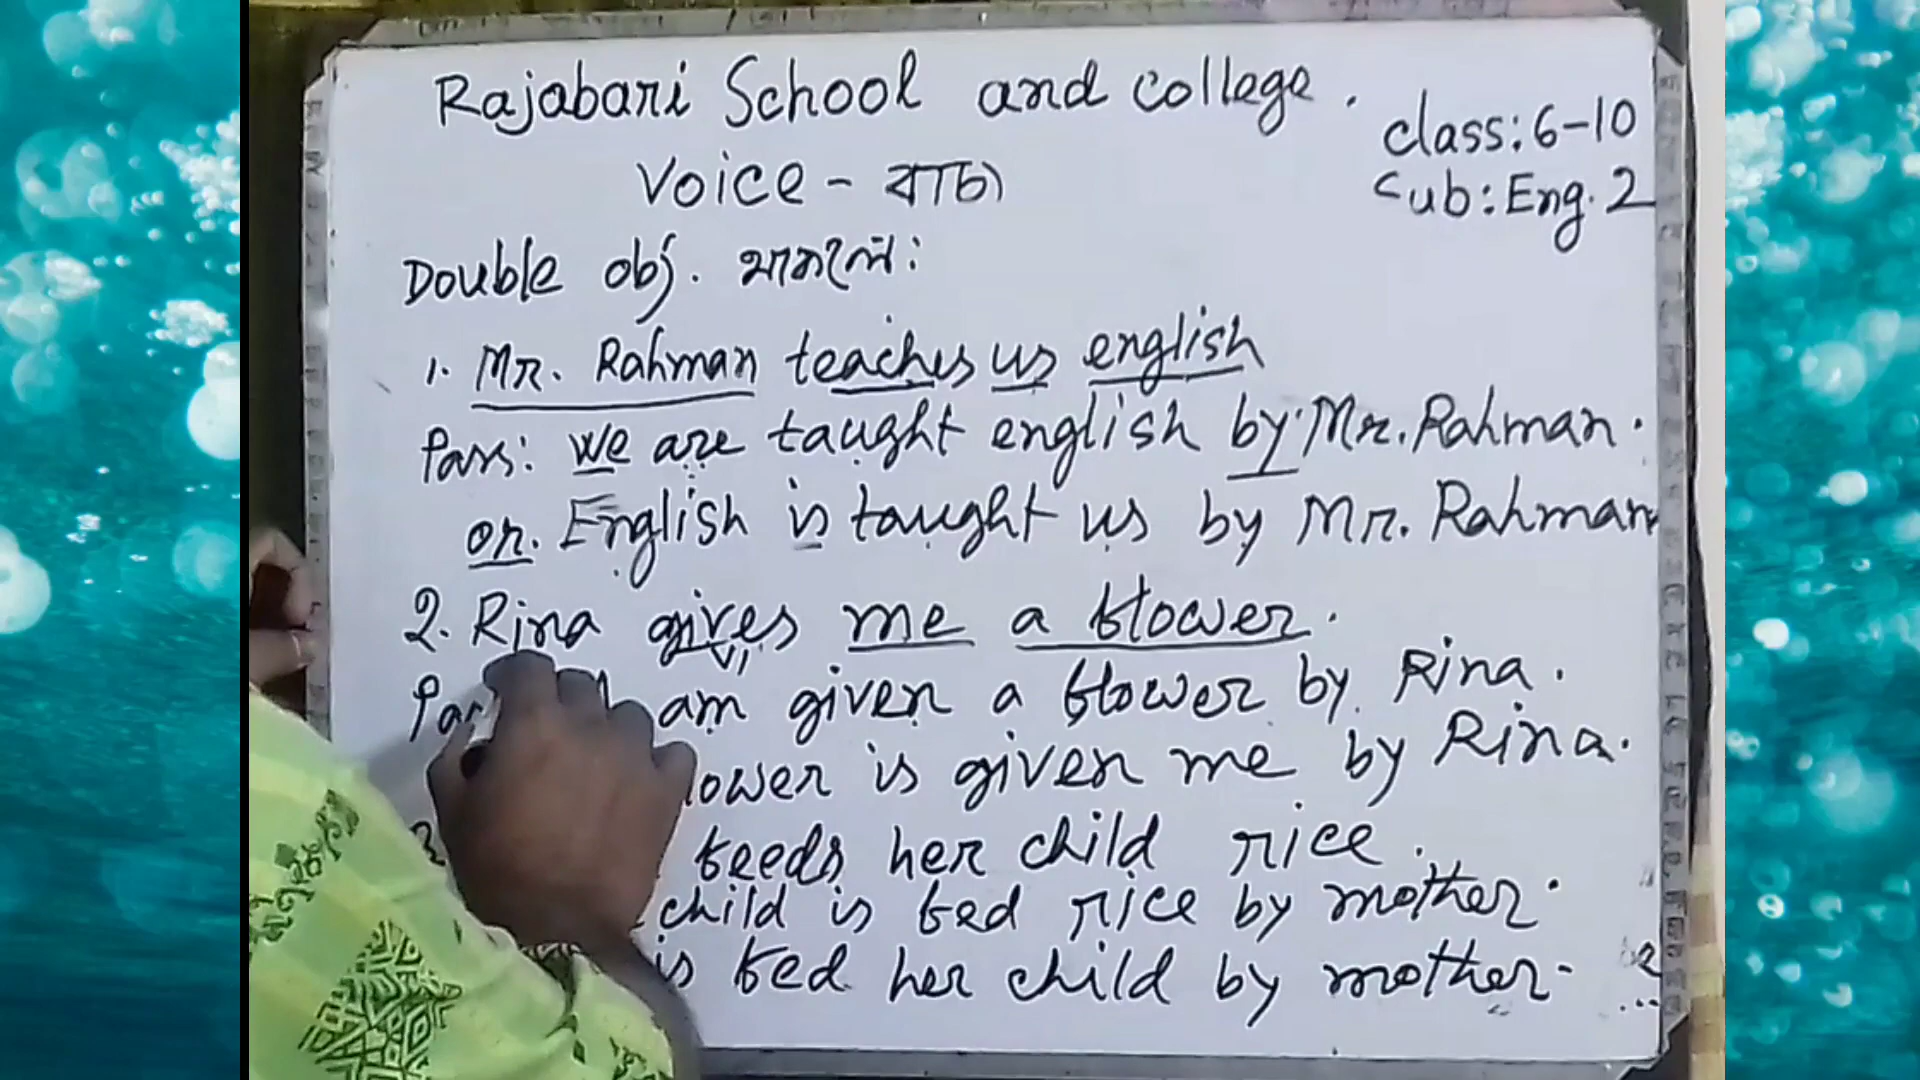 Rajabari School and college.
class: 6-10
Voice - বাচ্য
Sub: Eng. 2
Double obj. থাকলে:
1. Mr. Rahman teaches us english
Pass: we are taught english by Mr. Rahman.
or. English is taught us by Mr. Rahman
2. Rina gives me a flower.
V1
Pas am given a flower by Rina.
lower is given me by Rina.
3 feeds her child rice.
child is fed rice by mother.
is fed her child by mother-